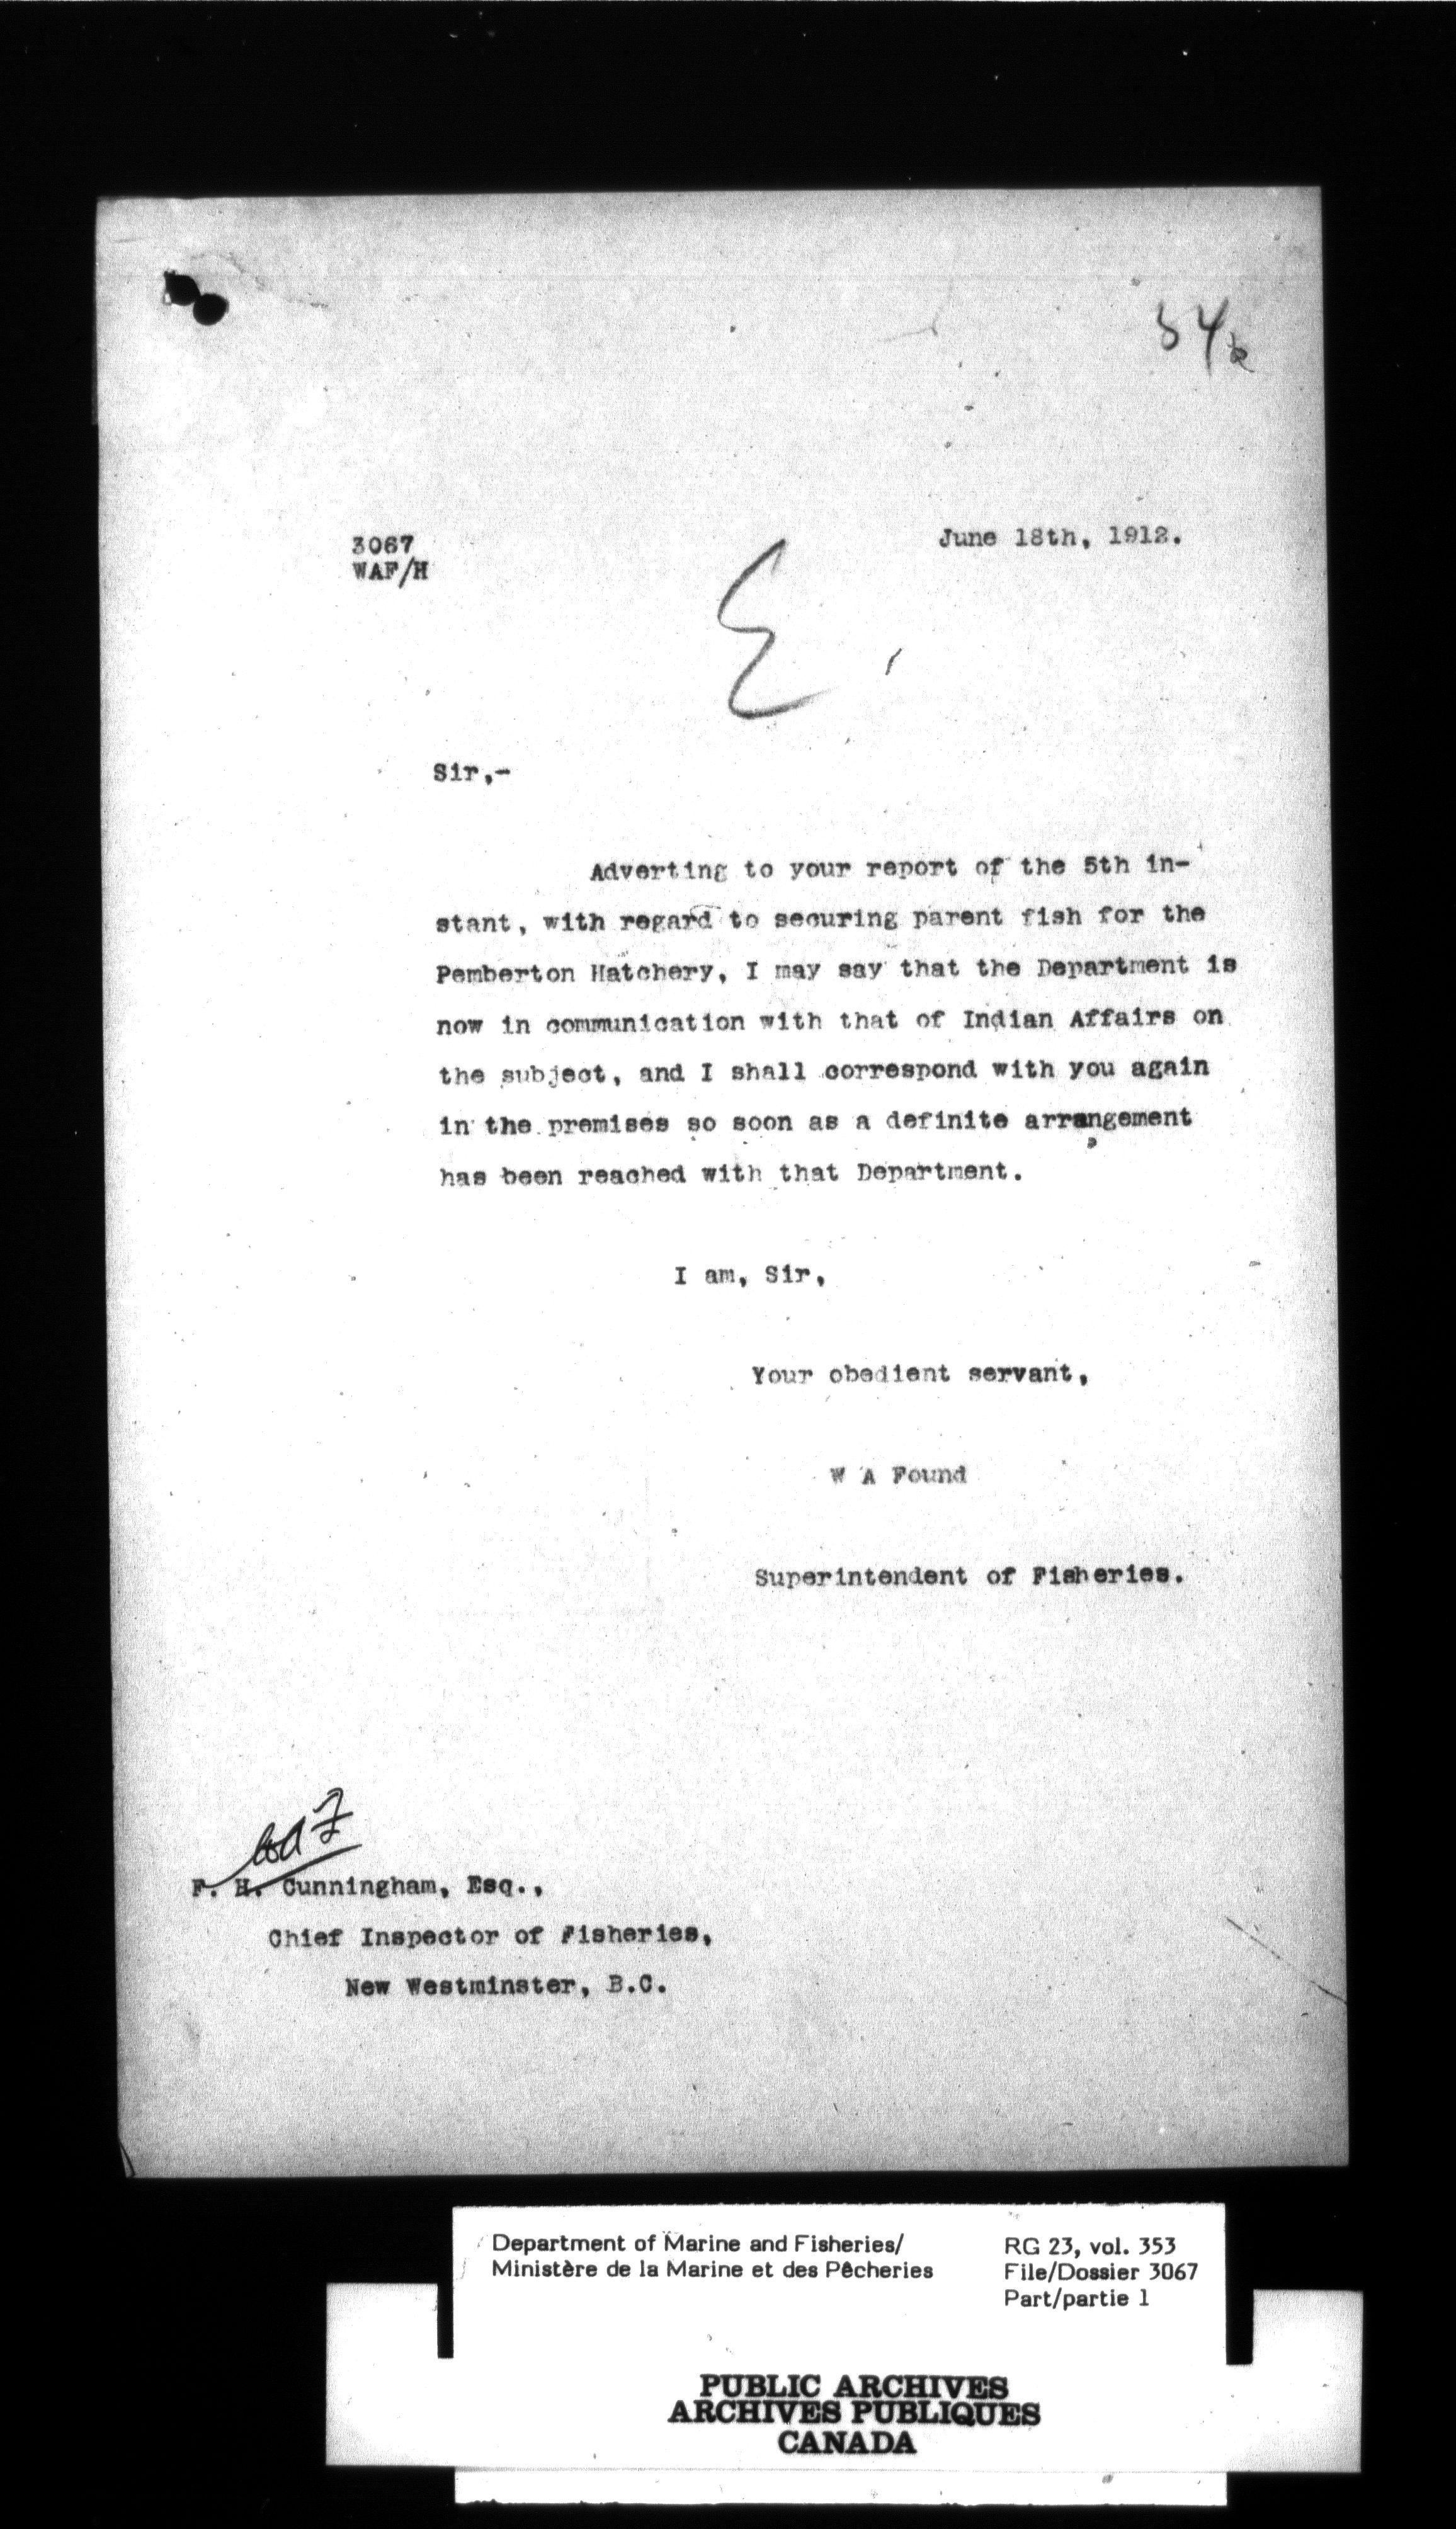 54
3067
WAF/H
June 18th, 1912.
E.
Sir,-
Adverting to your report of the 5th in-
stant, with regard to securing parent fish for the
Pemberton Hatchery, I may say that the Department is
now in communication with that of Indian Affairs on
the subject, and I shall correspond with you again
in the premises so soon as a definite arrangement
has been reached with that Department.
I am, Sir,
Your obedient servant,
W A Found
Superintendent of Fisheries.
WAF
F. H. Cunningham, Esq.,
Chief Inspector of Fisheries,
New Westminster, B.C.
Department of Marine and Fisheries/
Ministère de la Marine et des Pêcheries
RG 23, vol. 353
File/Dossier 3067
Part/partie 1
PUBLIC ARCHIVES
ARCHIVES PUBLIQUES
CANADA